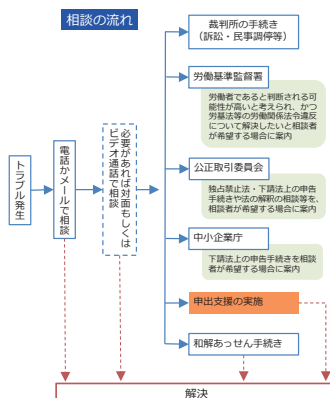 相談の流れ
トラブル発生
電話かメールで相談
必要があれば対面もしくは
ビデオ通話で相談
裁判所の手続き
（訴訟・民事調停等）
労働基準監督署
労働者であると判断される可能
性が高いと考えられ、かつ
労基法等の労働関係法令違反
について解決したいと相談者
が希望する場合に案内
公正取引委員会
独占禁止法・下請法上の申告
手続きや法の解釈の相談等を、
相談者が希望する場合に案内
中小企業庁
下請法上の申告手続きを相談
者が希望する場合に案内
申出支援の実施
和解あっせん手続き
解決